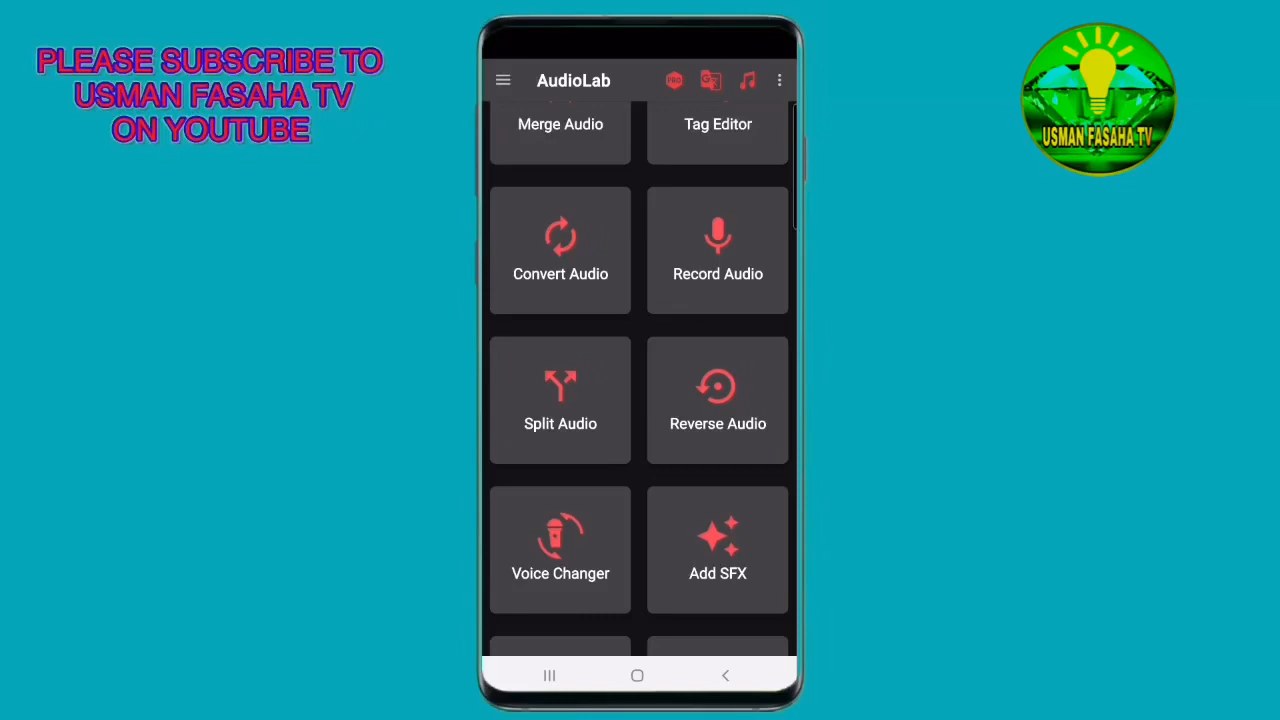 PLEASE SUBSCRIBE TO
USMAN FASAHA TV
ON YOUTUBE
USMAN FASAHA TV
AudioLab
PRO
Merge Audio
Tag Editor
Convert Audio
Record Audio
Split Audio
Reverse Audio
Voice Changer
Add SFX